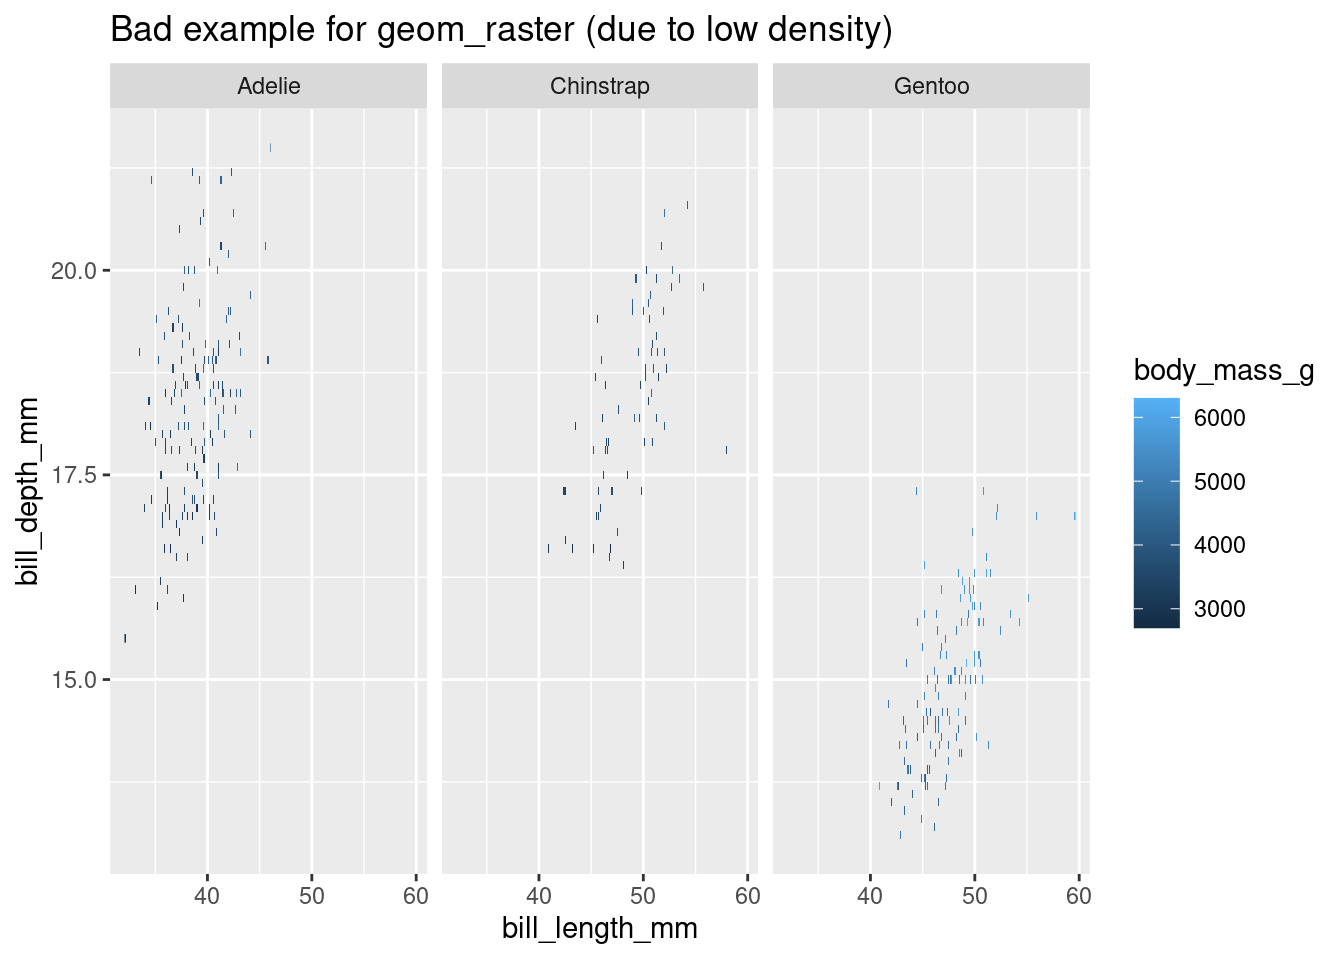 Bad example for geom_raster (due to low density)
Adelie
Chinstrap
Gentoo
20.0
17.5
15.0
bill_depth_mm
40
50
60
40
50
60
40
50
60
bill_length_mm
body_mass_g
6000
5000
4000
3000